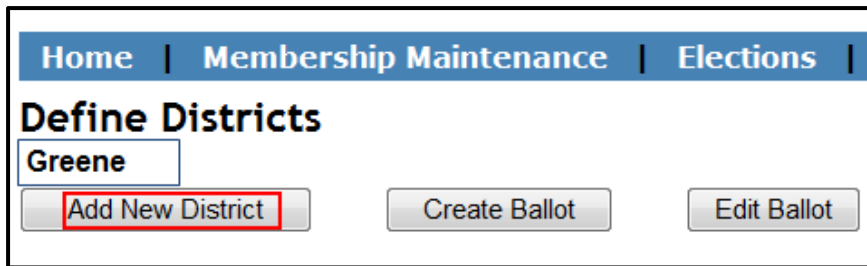 Home | Membership Maintenance | Elections |
Define Districts
Greene
Add New District Create Ballot Edit Ballot